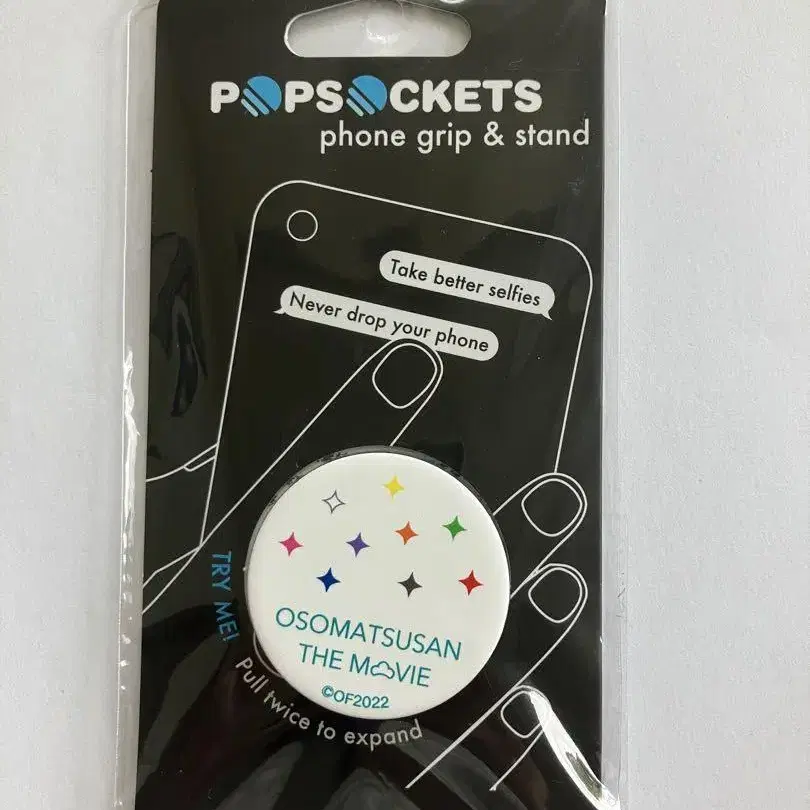 POPSOCKETS
phone grip & stand
Take better selfies
Never drop your phone
TRY ME!
OSOMATSUSAN
THE MOVIE
©OF2022
Pull twice to expand